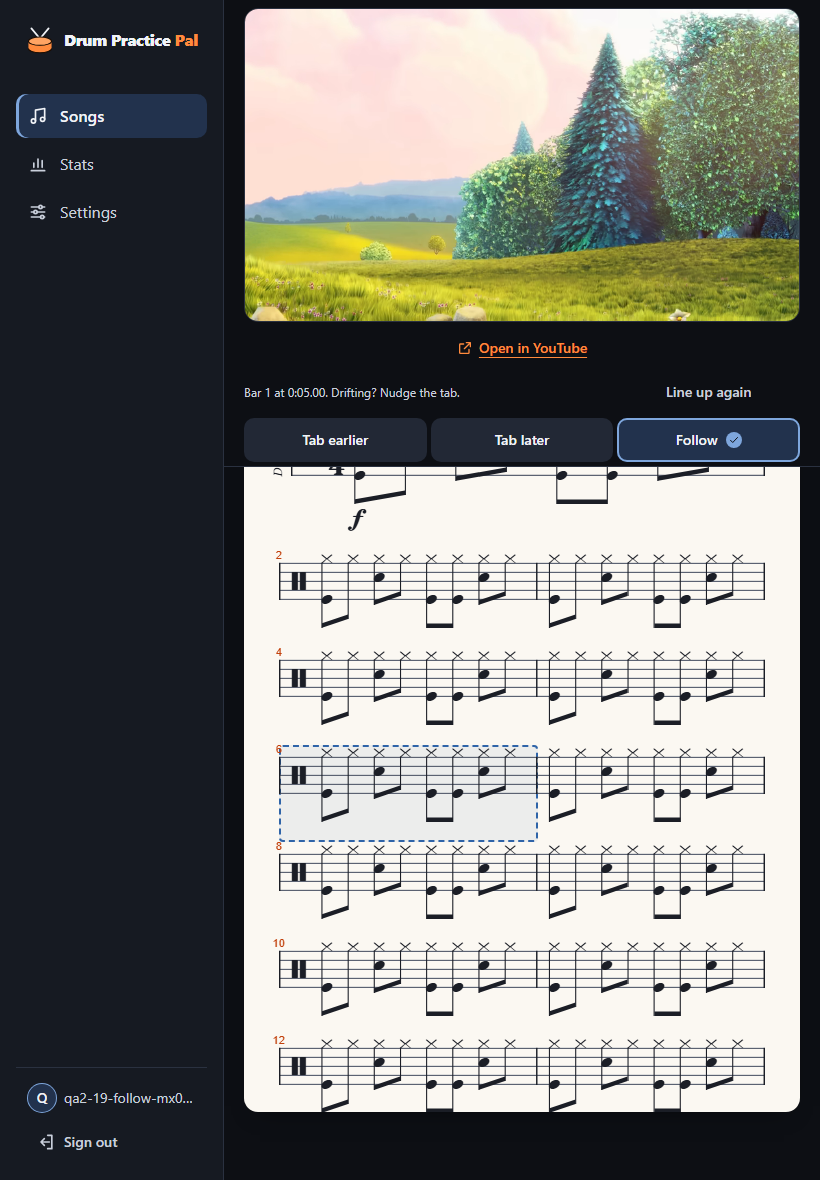 Drum Practice Pal
Songs
Stats
Settings
Open in YouTube
Bar 1 at 0:05.00. Drifting? Nudge the tab.
Line up again
Tab earlier
Tab later
Follow
4
f
2
4
6
8
10
12
Q
qa2-19-follow-mx0...
Sign out